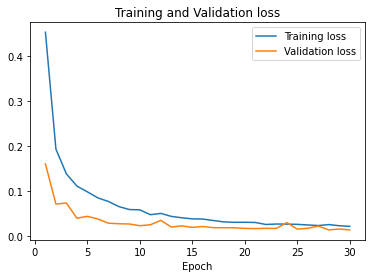 Training and Validation loss
Training loss
Validation loss
0.4
0.3
0.2
0.1
0.0
0 5 10 15 20 25 30
Epoch